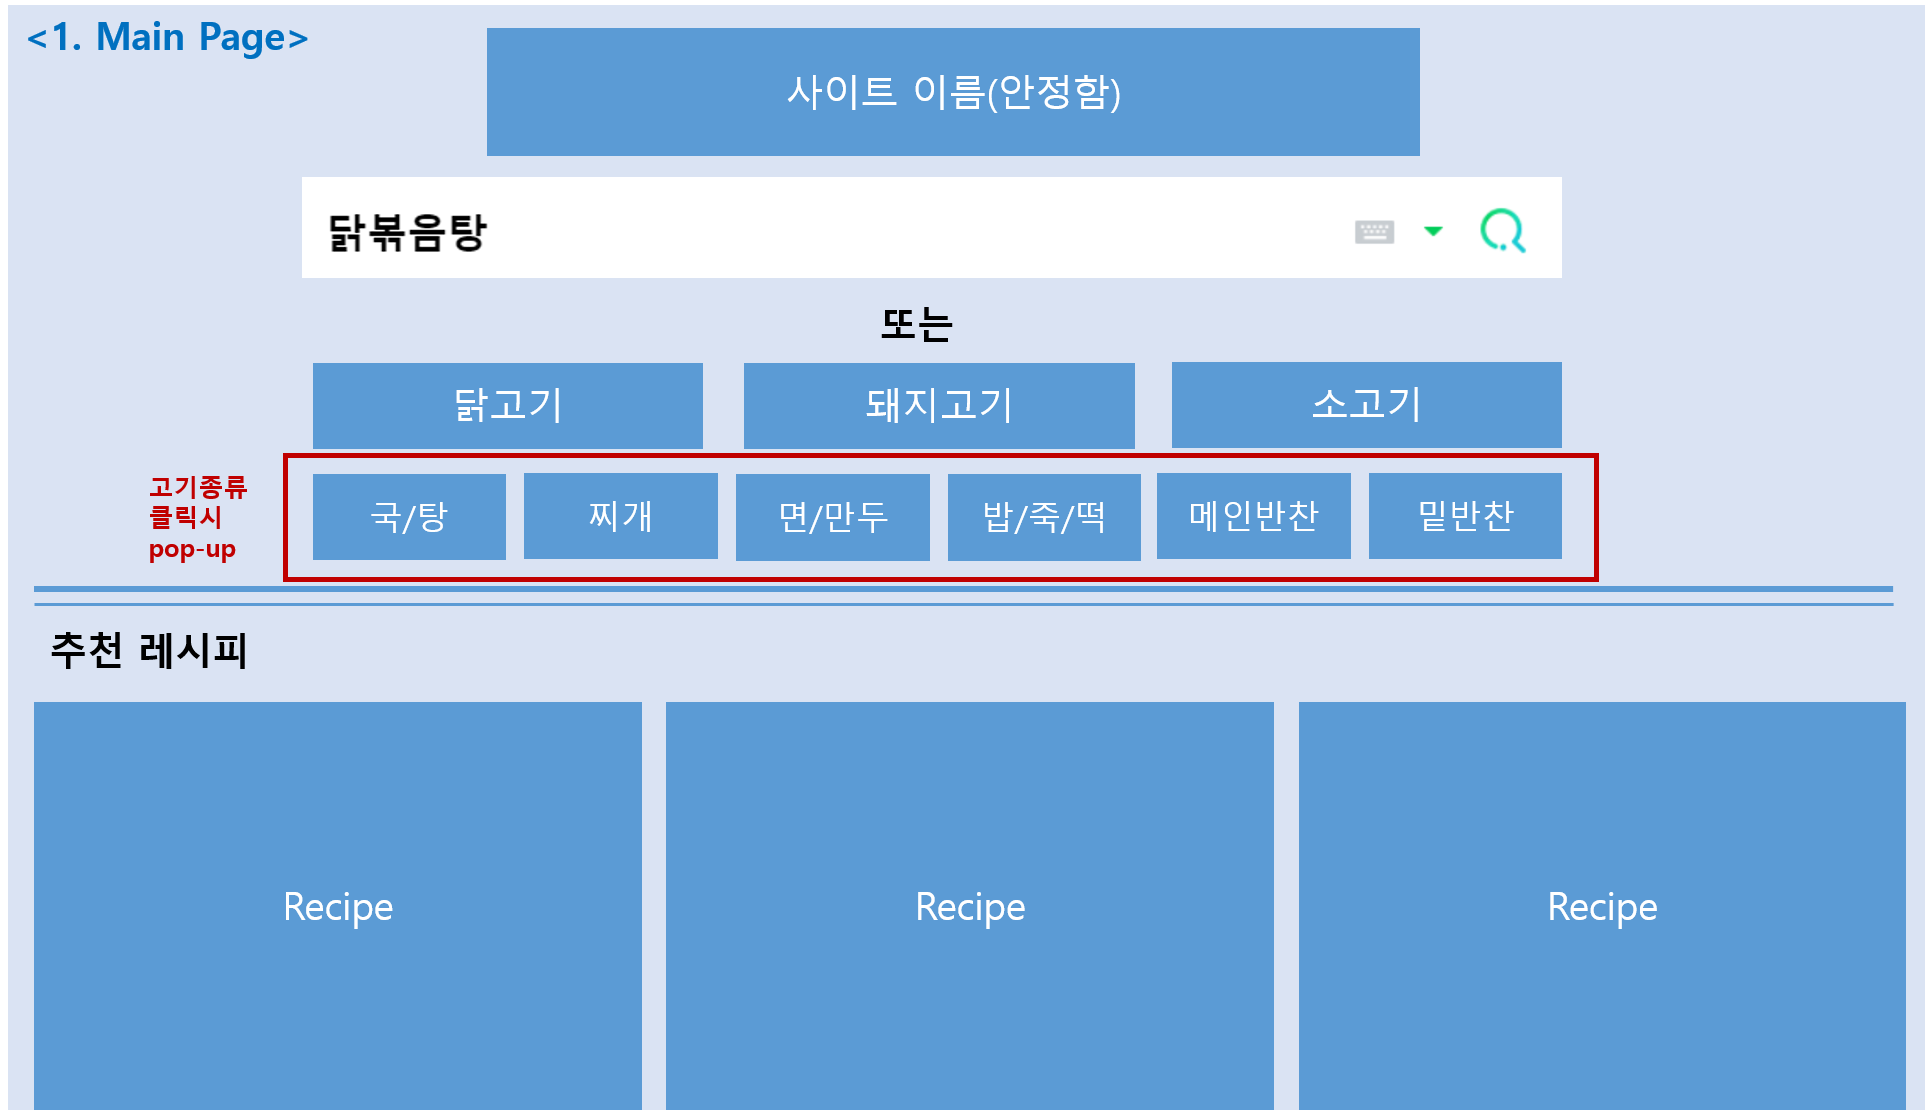 <1. Main Page>
사이트 이름(안정함)
닭볶음탕
또는
닭고기
돼지고기
소고기
고기종류
클릭시
pop-up
국/탕
찌개
면/만두
밥/죽/떡
메인반찬
밑반찬
추천 레시피
Recipe
Recipe
Recipe